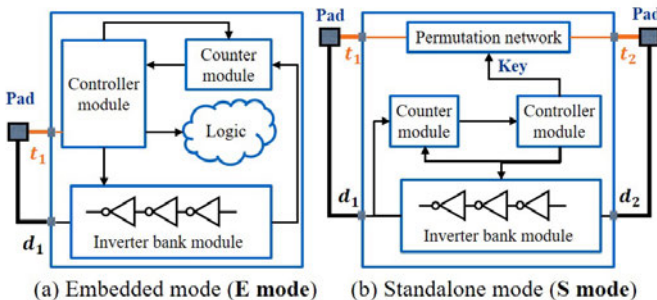 Pad
t₁
d₁
Controller
module
Counter
module
Logic
Inverter bank module
(a) Embedded mode (E mode)
Pad
t₁
d₁
Permutation network
Key
Counter
module
Controller
module
Inverter bank module
Pad
t₂
d₂
(b) Standalone mode (S mode)